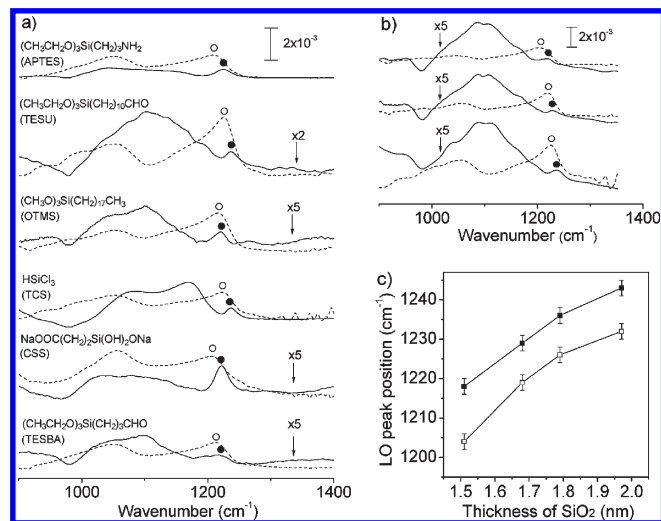 a)
2x10⁻³
(CH₃CH₂O)₃Si(CH₂)₃NH₂
(APTES)
(CH₃CH₂O)₃Si(CH₂)₁₀CHO
(TESU)
x2
(CH₃O)₃Si(CH₂)₁₇CH₃
(OTMS)
x5
HSiCl₃
(TCS)
NaOOC(CH₂)₂Si(OH)₂ONa
(CSS)
x5
(CH₃CH₂O)₃Si(CH₂)₃CHO
(TESBA)
x5
1000 1200 1400
Wavenumber (cm⁻¹)
b)
x5
2x10⁻³
x5
x5
1000 1200 1400
Wavenumber (cm⁻¹)
c)
LO peak position (cm⁻¹)
1240
1230
1220
1210
1200
1.5 1.6 1.7 1.8 1.9 2.0
Thickness of SiO₂ (nm)